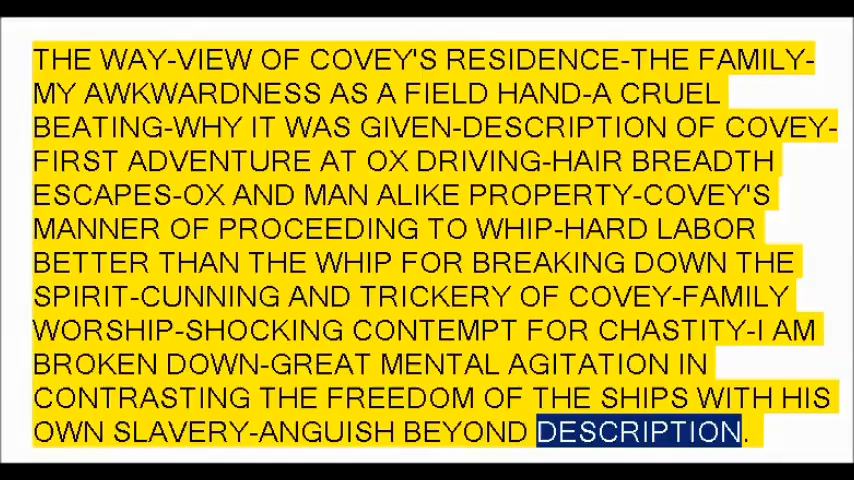 THE WAY-VIEW OF COVEY'S RESIDENCE-THE FAMILY-
MY AWKWARDNESS AS A FIELD HAND-A CRUEL
BEATING-WHY IT WAS GIVEN-DESCRIPTION OF COVEY-
FIRST ADVENTURE AT OX DRIVING-HAIR BREADTH
ESCAPES-OX AND MAN ALIKE PROPERTY-COVEY'S
MANNER OF PROCEEDING TO WHIP-HARD LABOR
BETTER THAN THE WHIP FOR BREAKING DOWN THE
SPIRIT-CUNNING AND TRICKERY OF COVEY-FAMILY
WORSHIP-SHOCKING CONTEMPT FOR CHASTITY-I AM
BROKEN DOWN-GREAT MENTAL AGITATION IN
CONTRASTING THE FREEDOM OF THE SHIPS WITH HIS
OWN SLAVERY-ANGUISH BEYOND DESCRIPTION.